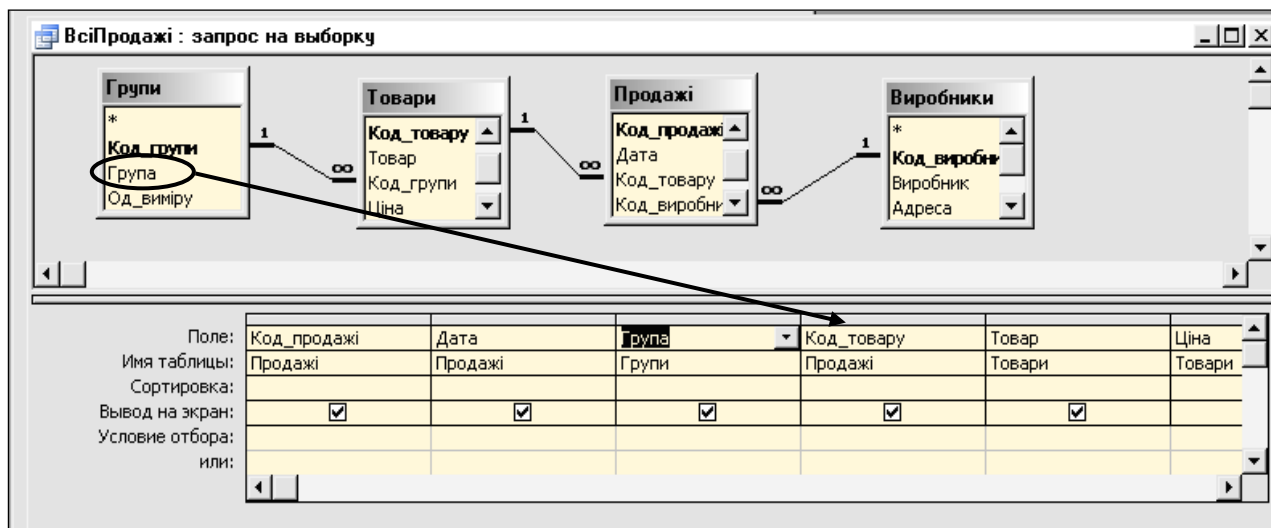 ВсіПродажі : запрос на выборку
Групи
*
Код_групи
Група
Од_виміру
1
∞
Товари
Код_товару
Товар
Код_групи
Ціна
1
∞
Продажі
Код_продажі
Дата
Код_товару
Код_виробни
∞
1
Виробники
*
Код_виробни
Виробник
Адреса
Поле: Код_продажі Дата Група Код_товару Товар Ціна
Имя таблицы: Продажі Продажі Групи Продажі Товари Товари
Сортировка:
Вывод на экран:
Условие отбора:
или: